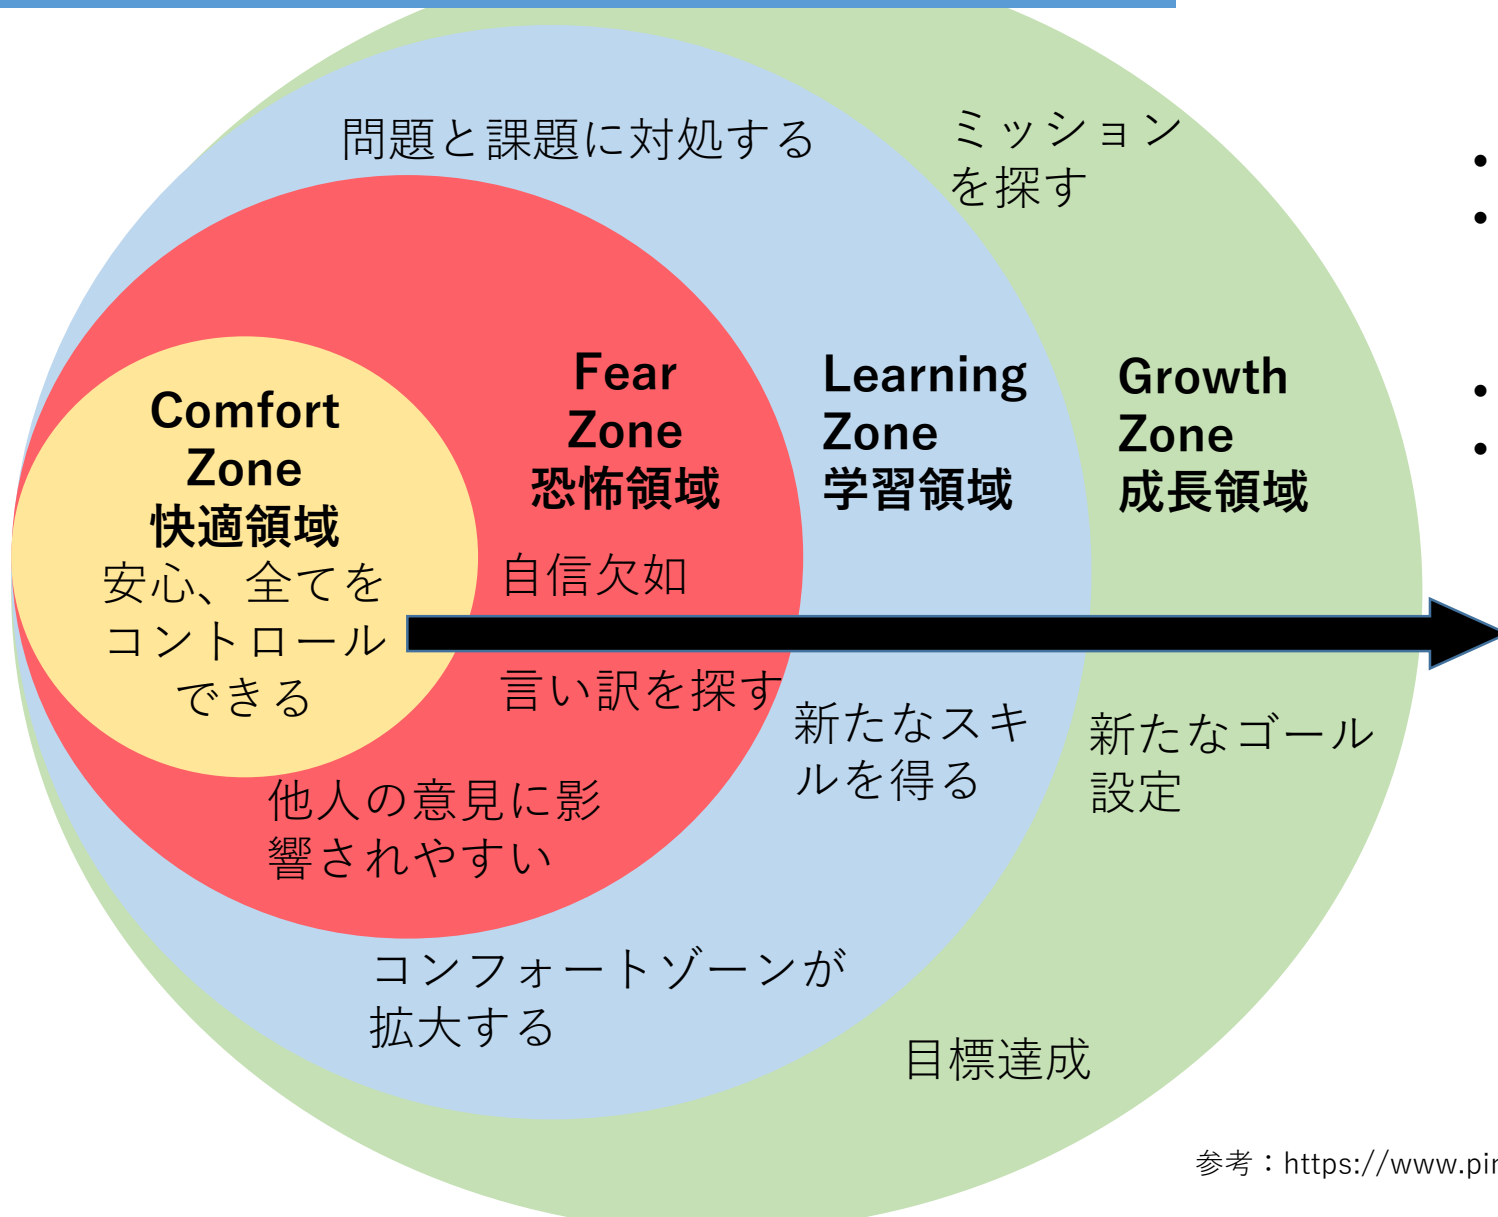 問題と課題に対処する
ミッション
を探す
Comfort
Zone
快適領域
安心、全てを
コントロール
できる
Fear
Zone
恐怖領域
自信欠如
言い訳を探す
他人の意見に影
響されやすい
Learning
Zone
学習領域
新たなスキ
ルを得る
コンフォートゾーンが
拡大する
Growth
Zone
成長領域
新たなゴール
設定
目標達成
参考：https://www.pin